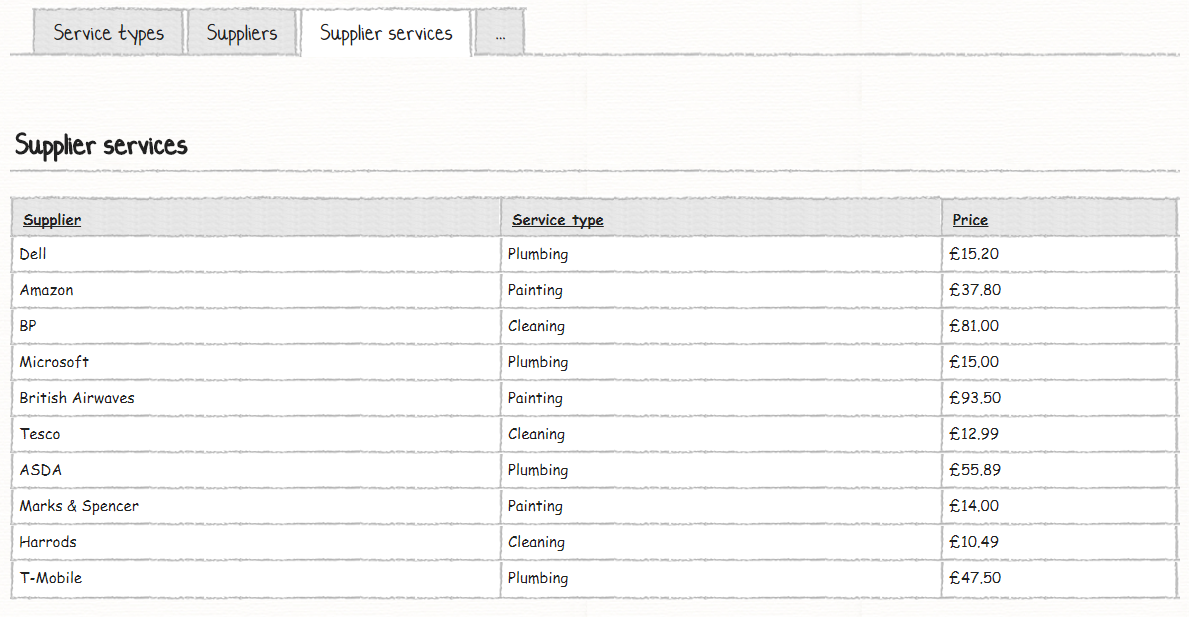 Service types Suppliers Supplier services ...
Supplier services
Supplier Service type Price
Dell Plumbing £15.20
Amazon Painting £37.80
BP Cleaning £81.00
Microsoft Plumbing £15.00
British Airwaves Painting £93.50
Tesco Cleaning £12.99
ASDA Plumbing £55.89
Marks & Spencer Painting £14.00
Harrods Cleaning £10.49
T-Mobile Plumbing £47.50